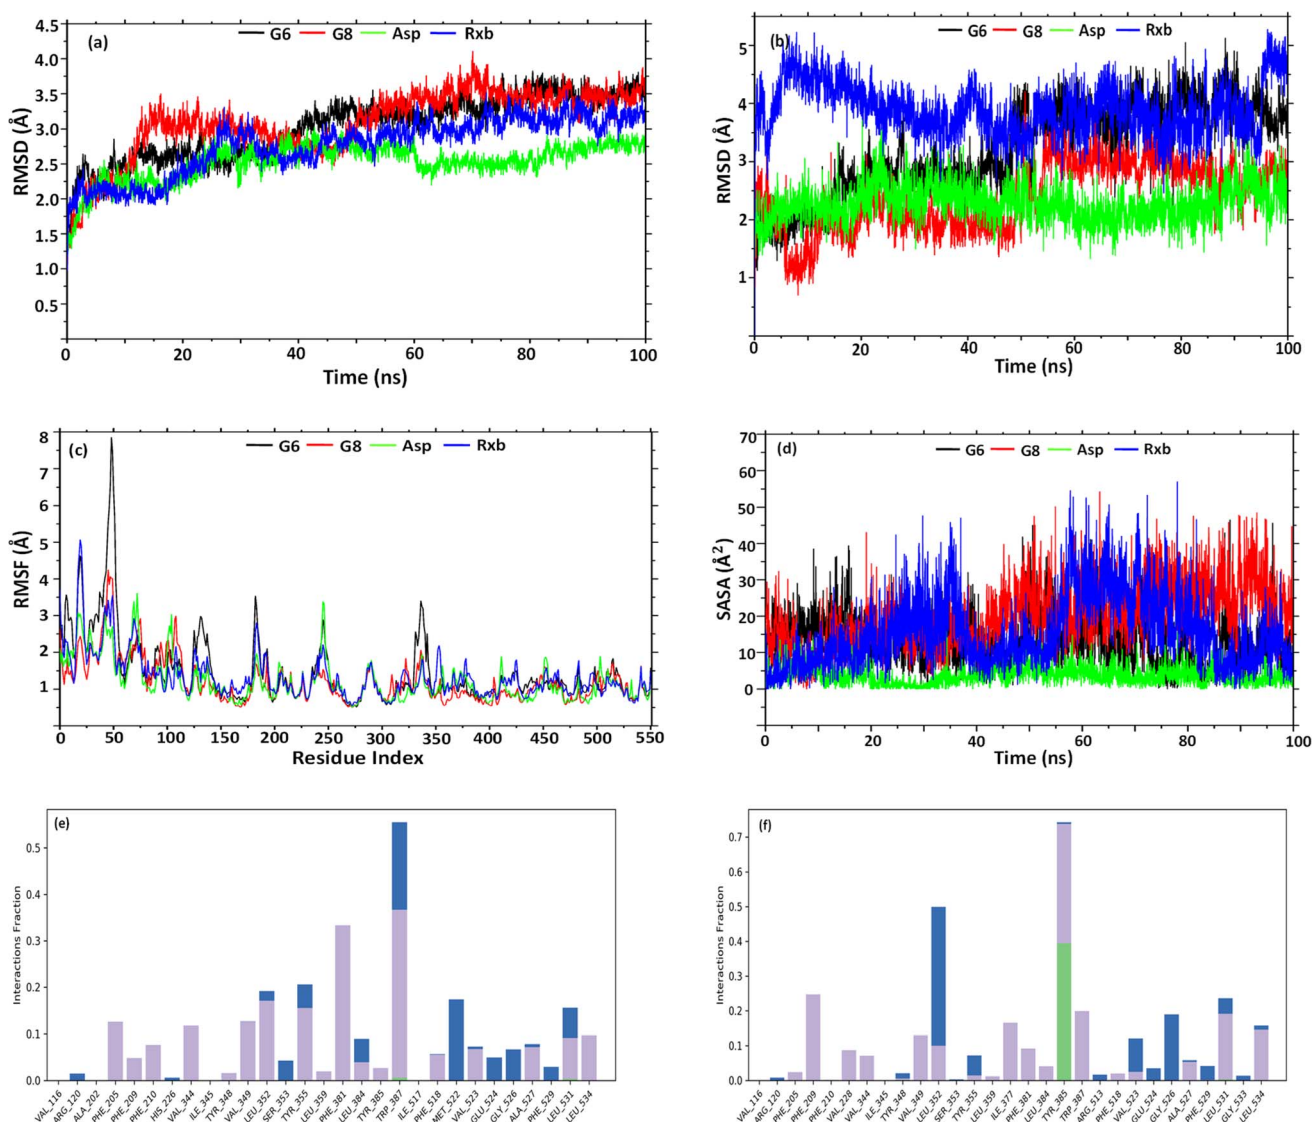 (a)
G6 G8 Asp Rxb
RMSD (Å)
4.5
4.0
3.5
3.0
2.5
2.0
1.5
1.0
0.5
0 20 40 60 80 100
Time (ns)
(b)
G6 G8 Asp Rxb
RMSD (Å)
5
4
3
2
1
0 20 40 60 80 100
Time (ns)
(c)
G6 G8 Asp Rxb
RMSF (Å)
8
7
6
5
4
3
2
1
0 50 100 150 200 250 300 350 400 450 500 550
Residue Index
(d)
G6 G8 Asp Rxb
SASA (Å²)
70
60
50
40
30
20
10
0
0 20 40 60 80 100
Time (ns)
(e)
Interactions Fraction
0.5
0.4
0.3
0.2
0.1
0.0
VAL_116
ARG_120
ALA_202
PHE_205
PHE_209
PHE_210
HIS_226
VAL_344
ILE_345
TYR_348
VAL_349
LEU_352
SER_353
TYR_355
LEU_359
PHE_381
LEU_384
TYR_385
TRP_387
ILE_517
PHE_518
MET_522
VAL_523
GLU_524
GLY_526
ALA_527
PHE_529
LEU_531
LEU_534
(f)
Interactions Fraction
0.7
0.6
0.5
0.4
0.3
0.2
0.1
0.0
VAL_116
ARG_120
PHE_205
PHE_209
PHE_210
VAL_228
VAL_344
ILE_345
TYR_348
VAL_349
LEU_352
SER_353
TYR_355
LEU_359
ILE_377
PHE_381
LEU_384
TYR_385
TRP_387
ARG_513
PHE_518
VAL_523
GLU_524
GLY_526
ALA_527
PHE_529
LEU_531
GLY_533
LEU_534